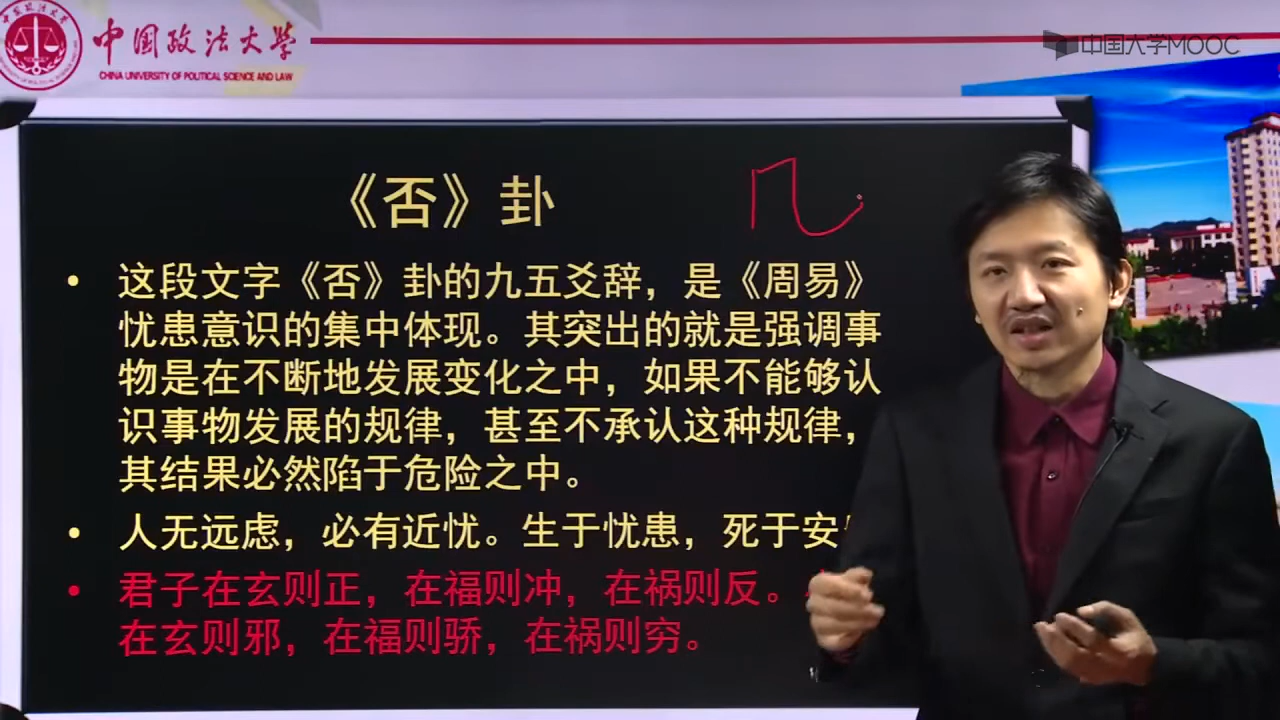 中国政法大学
CHINA UNIVERSITY OF POLITICAL SCIENCE AND LAW
中国大学MOOC
《否》卦
• 这段文字《否》卦的九五爻辞，是《周易》
忧患意识的集中体现。其突出的就是强调事
物是在不断地发展变化之中，如果不能够认
识事物发展的规律，甚至不承认这种规律，
其结果必然陷于危险之中。
• 人无远虑，必有近忧。生于忧患，死于安
• 君子在玄则正，在福则冲，在祸则反。
在玄则邪，在福则骄，在祸则穷。